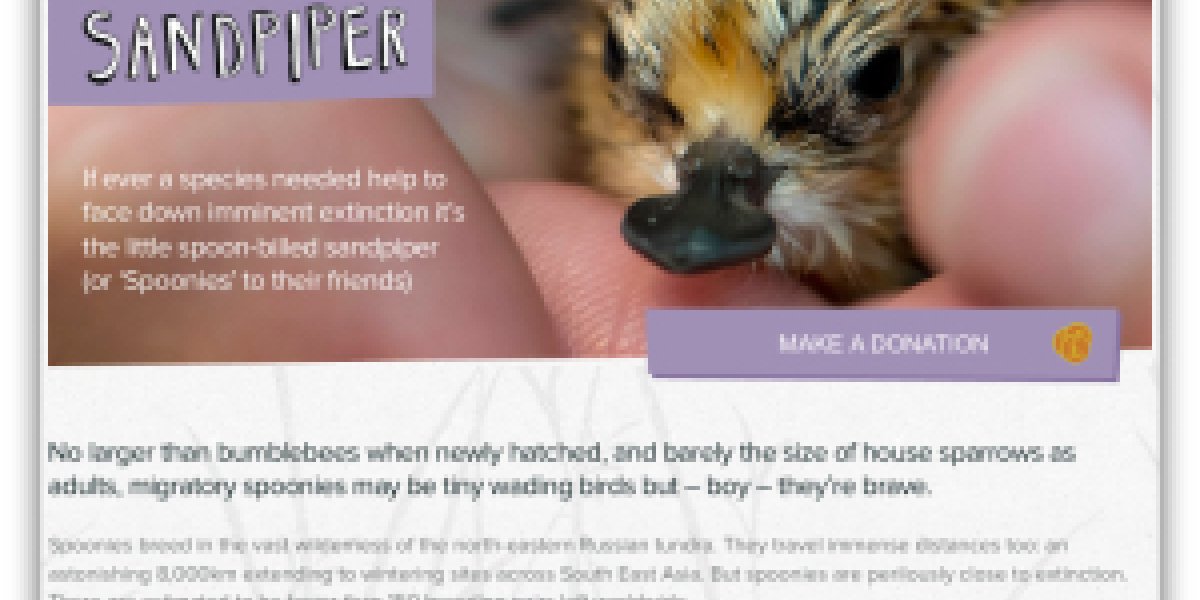 SANDPIPER
If ever a species needed help to
face down imminent extinction it's
the little spoon-billed sandpiper
(or 'Spoonies' to their friends)
MAKE A DONATION
No larger than bumblebees when newly hatched, and barely the size of house sparrows as
adults, migratory spoonies may be tiny wading birds but – boy – they're brave.
Spoonies breed in the vast wilderness of the north-eastern Russian tundra. They travel immense distances too: an
astonishing 8,000km extending to wintering sites across South East Asia. But spoonies are perilously close to extinction.